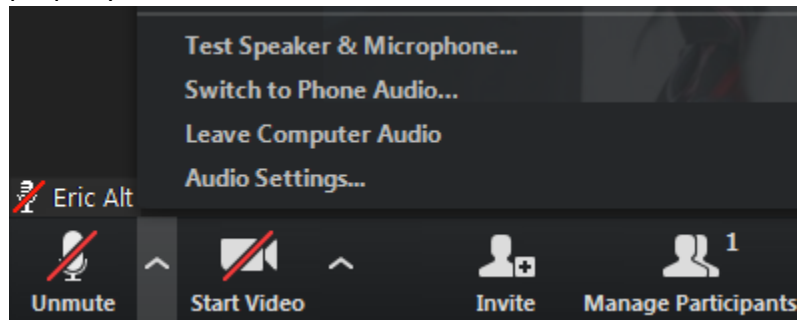 Test Speaker & Microphone...
Switch to Phone Audio...
Leave Computer Audio
Audio Settings...
Eric Alt
Unmute
Start Video
Invite
1
Manage Participants